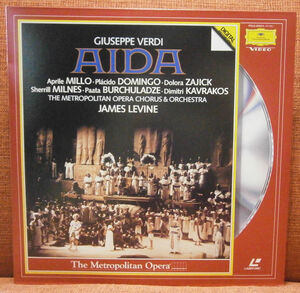 GIUSEPPE VERDI
DIGITAL
AIDA
VIDEO
Aprile MILLO · Plácido DOMINGO · Dolora ZAJICK
Sherrill MILNES · Paata BURCHULADZE · Dimitri KAVRAKOS
THE METROPOLITAN OPERA CHORUS & ORCHESTRA
JAMES LEVINE
The Metropolitan Opera
LASERDISC